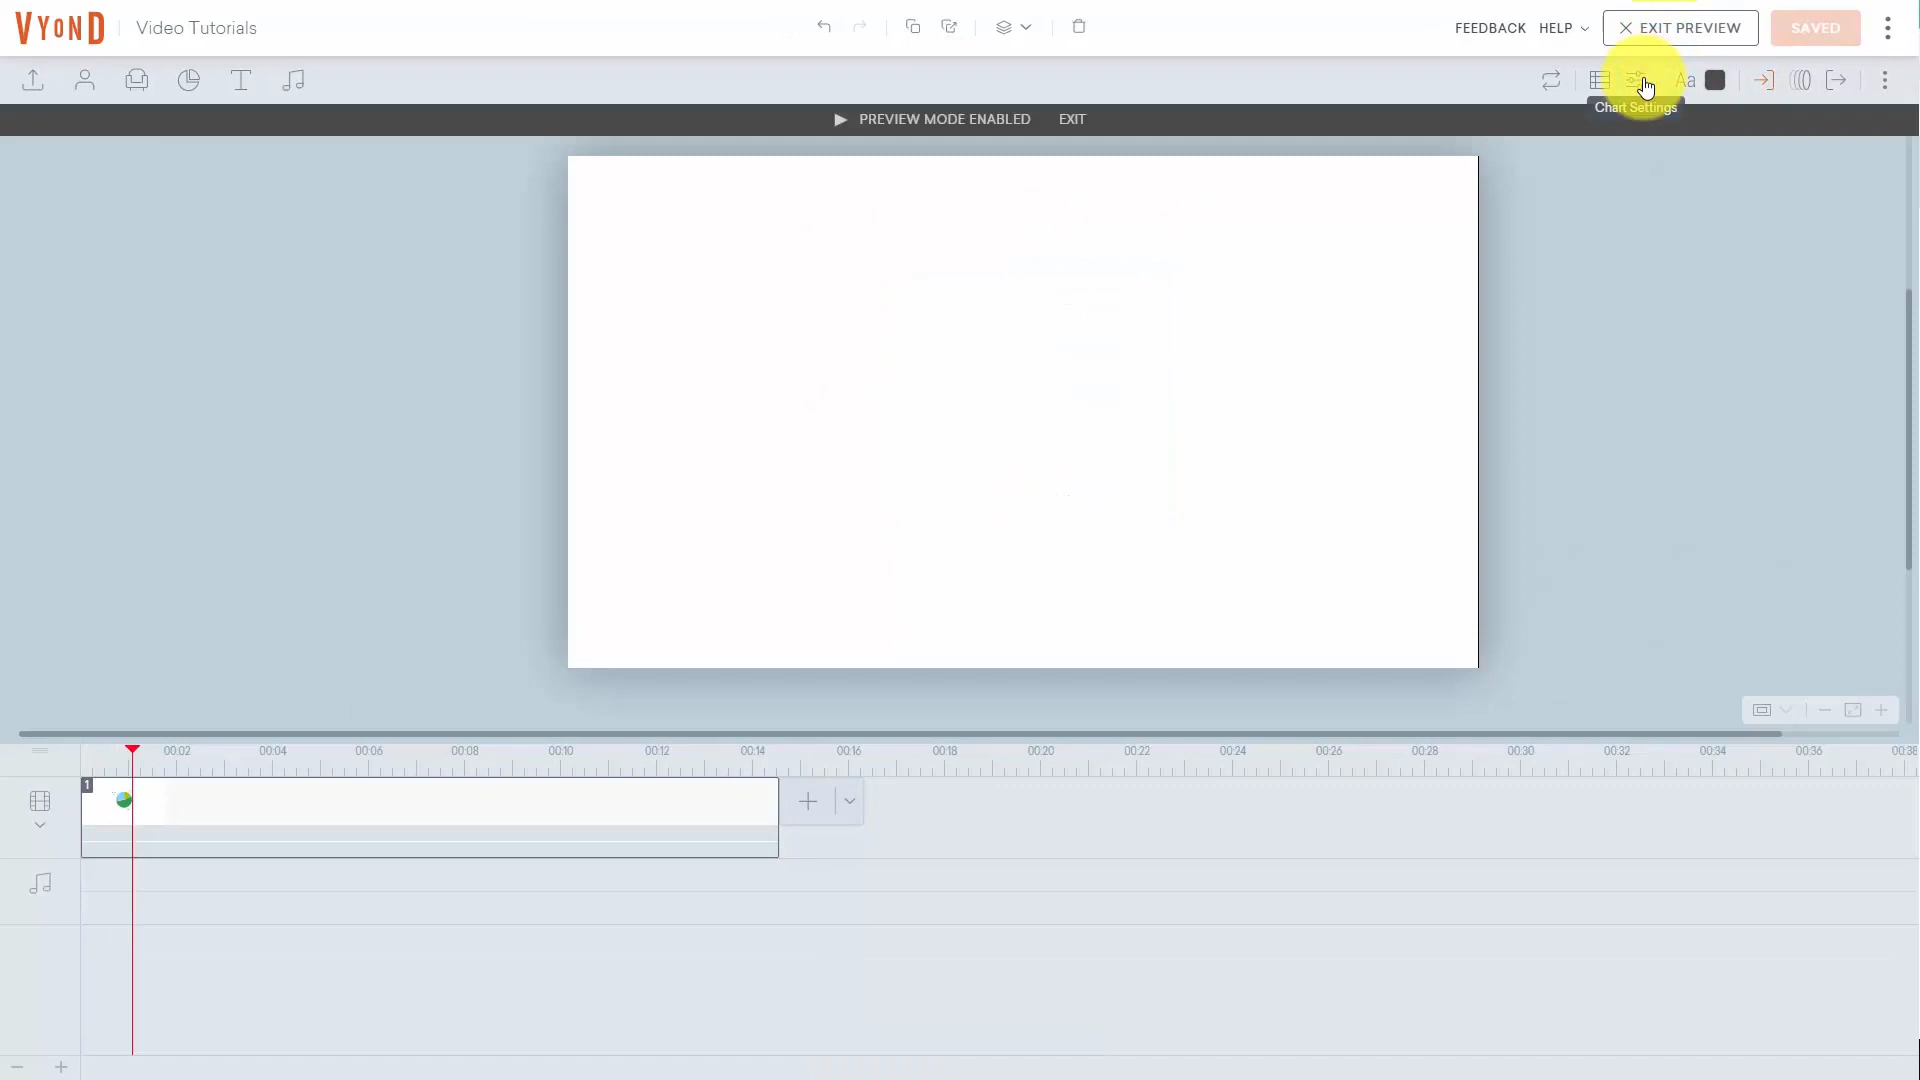 VYOND
Video Tutorials
FEEDBACK
HELP
EXIT PREVIEW
SAVED
T
Aa
Chart Settings
PREVIEW MODE ENABLED
EXIT
00:02
00:04
00:06
00:08
00:10
00:12
00:14
00:16
00:18
00:20
00:22
00:24
00:26
00:28
00:30
00:32
00:34
00:36
00:38
1